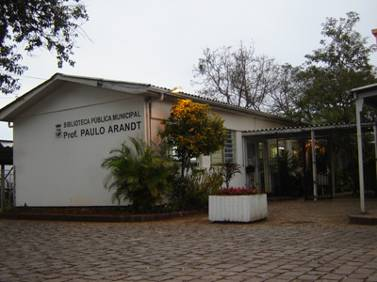 BIBLIOTECA PÚBLICA MUNICIPAL
Prof. PAULO ARANDT